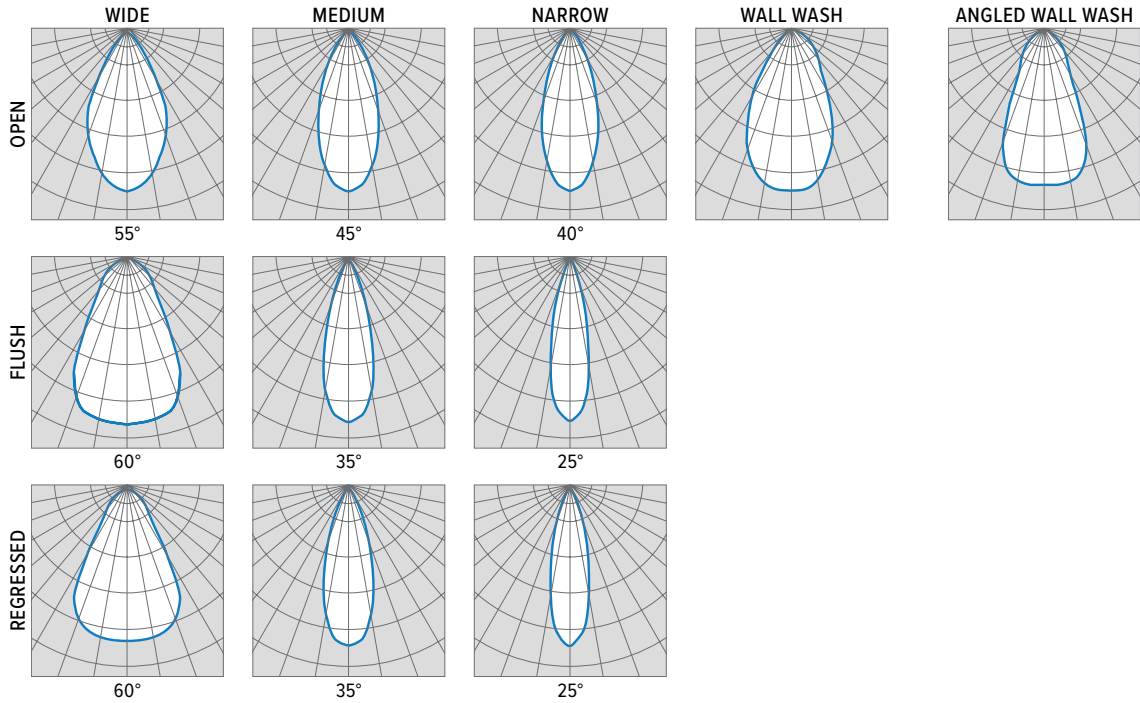 WIDE MEDIUM NARROW WALL WASH ANGLED WALL WASH
OPEN
55° 45° 40°
FLUSH
60° 35° 25°
REGRESSED
60° 35° 25°